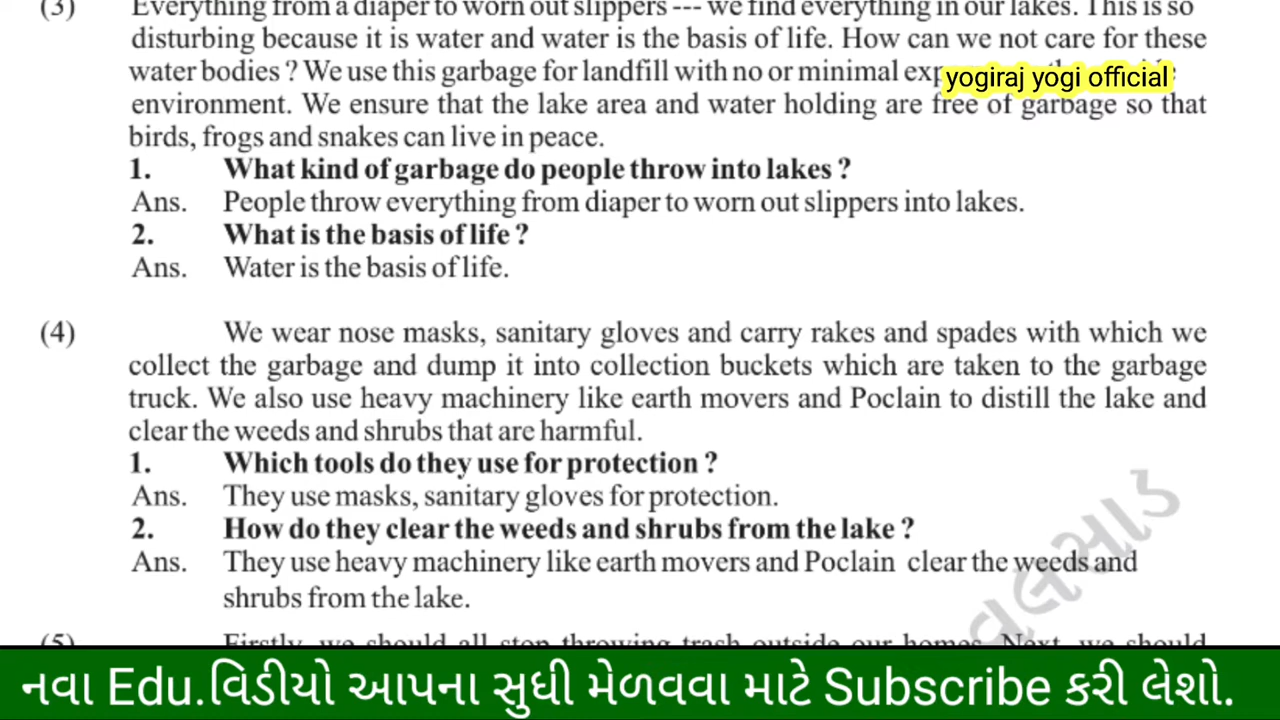 (3) Everything from a diaper to worn out slippers --- we find everything in our lakes. This is so
disturbing because it is water and water is the basis of life. How can we not care for these
water bodies ? We use this garbage for landfill with no or minimal
yogiraj yogi official
environment. We ensure that the lake area and water holding are free of garbage so that
birds, frogs and snakes can live in peace.
1. What kind of garbage do people throw into lakes ?
Ans. People throw everything from diaper to worn out slippers into lakes.
2. What is the basis of life ?
Ans. Water is the basis of life.
(4) We wear nose masks, sanitary gloves and carry rakes and spades with which we
collect the garbage and dump it into collection buckets which are taken to the garbage
truck. We also use heavy machinery like earth movers and Poclain to distill the lake and
clear the weeds and shrubs that are harmful.
1. Which tools do they use for protection ?
Ans. They use masks, sanitary gloves for protection.
2. How do they clear the weeds and shrubs from the lake ?
Ans. They use heavy machinery like earth movers and Poclain clear the weeds and
shrubs from the lake.
વલસાડ
(5) Firstly, we should all stop throwing trash outside our homes. Next, we should
નવા Edu.વિડીયો આપના સુધી મેળવવા માટે Subscribe કરી લેશો.